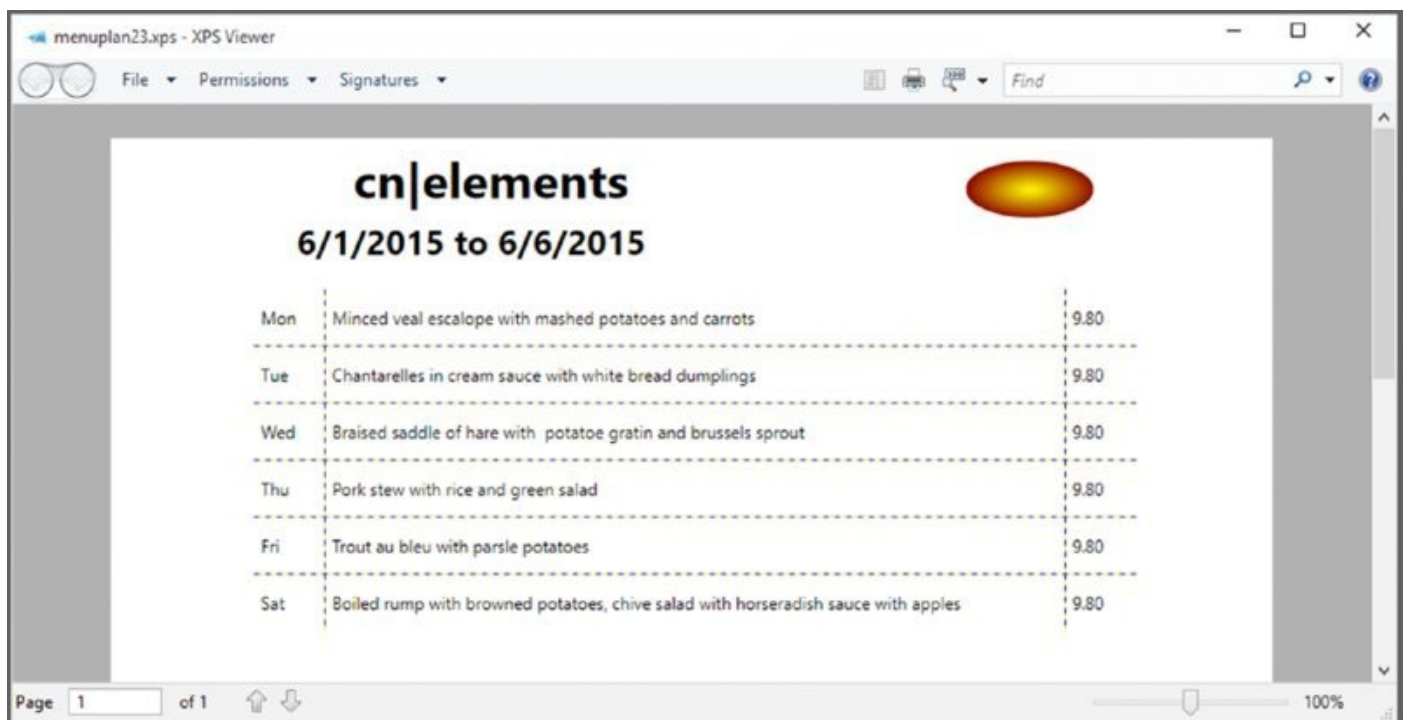 menuplan23.xps - XPS Viewer
File Permissions Signatures Find
cn|elements
6/1/2015 to 6/6/2015
Mon Minced veal escalope with mashed potatoes and carrots 9.80
Tue Chantarelles in cream sauce with white bread dumplings 9.80
Wed Braised saddle of hare with potatoe gratin and brussels sprout 9.80
Thu Pork stew with rice and green salad 9.80
Fri Trout au bleu with parsle potatoes 9.80
Sat Boiled rump with browned potatoes, chive salad with horseradish sauce with apples 9.80
Page 1 of 1 100%